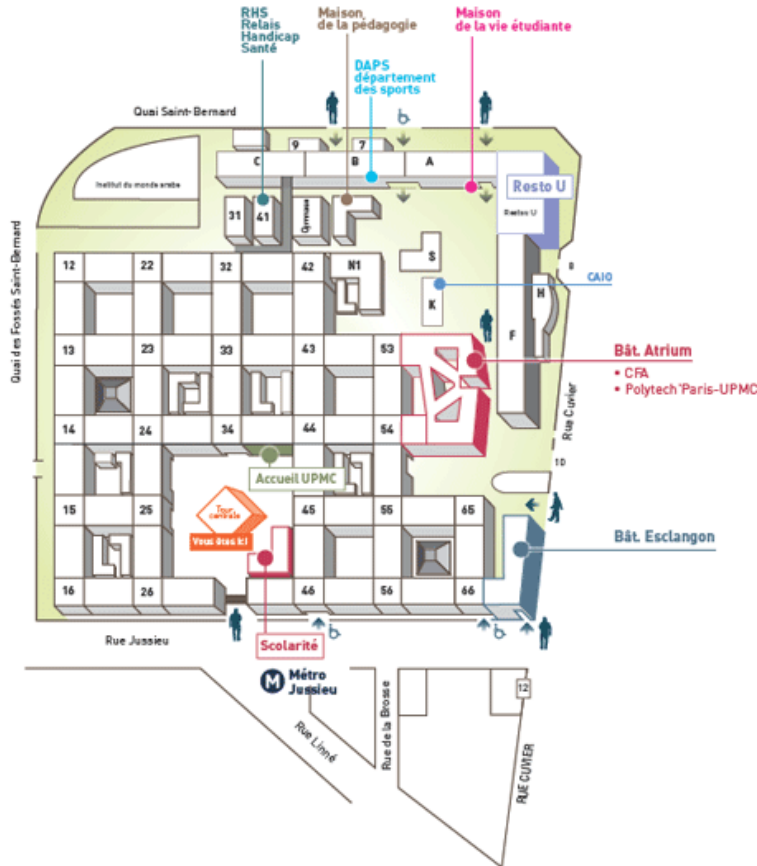 RHS
Relais
Handicap
Santé
Maison
de la pédagogie
Maison
de la vie étudiante
DAPS
département
des sports
Quai Saint-Bernard
9
7
C
B
A
Institut du monde arabe
Resto U
Restos U
31
41
Gymnase
S
CAIO
K
8
H
F
Quai des Fossés Saint-Bernard
12
22
32
42
N1
13
23
33
43
53
Bât. Atrium
• CFA
• Polytech'Paris-UPMC
Rue Cuvier
14
24
34
44
54
10
Accueil UPMC
15
25
Tour
centrale
Vous êtes ici
45
55
65
Bât. Esclangon
16
26
46
56
66
Rue Jussieu
Scolarité
M
Métro
Jussieu
Rue Linné
Rue de la Brosse
12
RUE CUVIER